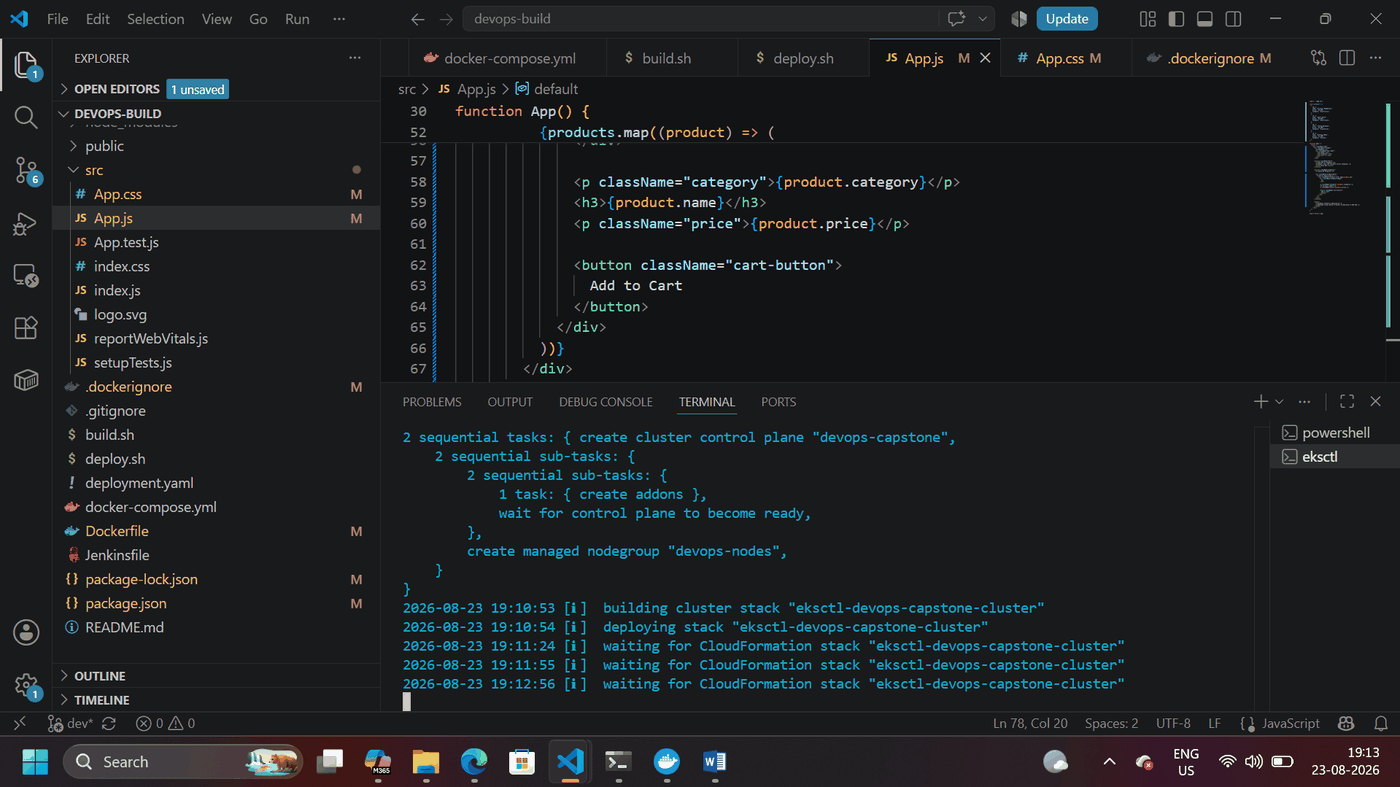 File Edit Selection View Go Run ···
devops-build
Update
EXPLORER ···
OPEN EDITORS 1 unsaved
DEVOPS-BUILD
node_modules
public
src
# App.css M
JS App.js M
JS App.test.js
# index.css
JS index.js
logo.svg
JS reportWebVitals.js
JS setupTests.js
.dockerignore M
.gitignore
$ build.sh
$ deploy.sh
! deployment.yaml
docker-compose.yml
Dockerfile M
Jenkinsfile
{} package-lock.json M
{} package.json M
README.md
OUTLINE
TIMELINE
1
6
1
docker-compose.yml $ build.sh $ deploy.sh JS App.js M # App.css M .dockerignore M ···
src > JS App.js > default
30 function App() {
52 {products.map((product) => (
57
58 <p className="category">{product.category}</p>
59 <h3>{product.name}</h3>
60 <p className="price">{product.price}</p>
61
62 <button className="cart-button">
63 Add to Cart
64 </button>
65 </div>
66 ))}
67 </div>
PROBLEMS OUTPUT DEBUG CONSOLE TERMINAL PORTS
2 sequential tasks: { create cluster control plane "devops-capstone",
2 sequential sub-tasks: {
2 sequential sub-tasks: {
1 task: { create addons },
wait for control plane to become ready,
},
create managed nodegroup "devops-nodes",
}
}
2026-08-23 19:10:53 [ℹ] building cluster stack "eksctl-devops-capstone-cluster"
2026-08-23 19:10:54 [ℹ] deploying stack "eksctl-devops-capstone-cluster"
2026-08-23 19:11:24 [ℹ] waiting for CloudFormation stack "eksctl-devops-capstone-cluster"
2026-08-23 19:11:55 [ℹ] waiting for CloudFormation stack "eksctl-devops-capstone-cluster"
2026-08-23 19:12:56 [ℹ] waiting for CloudFormation stack "eksctl-devops-capstone-cluster"
powershell
eksctl
dev* 0 0 Ln 78, Col 20 Spaces: 2 UTF-8 LF {} JavaScript
Search
M365
ENG
US
19:13
23-08-2026